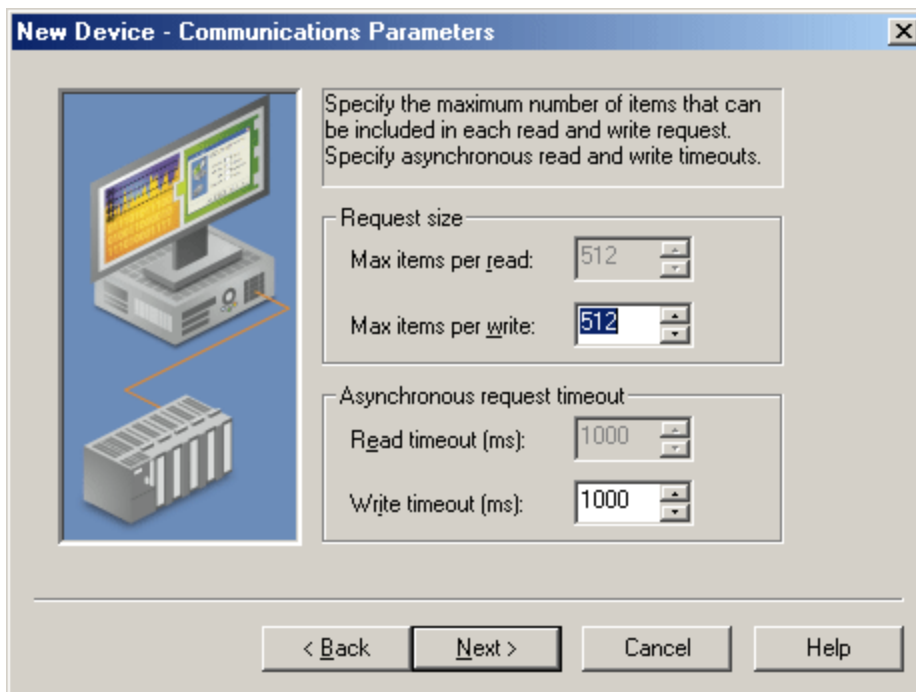 New Device - Communications Parameters
Specify the maximum number of items that can
be included in each read and write request.
Specify asynchronous read and write timeouts.
Request size
Max items per read: 512
Max items per write: 512
Asynchronous request timeout
Read timeout (ms): 1000
Write timeout (ms): 1000
< Back Next > Cancel Help